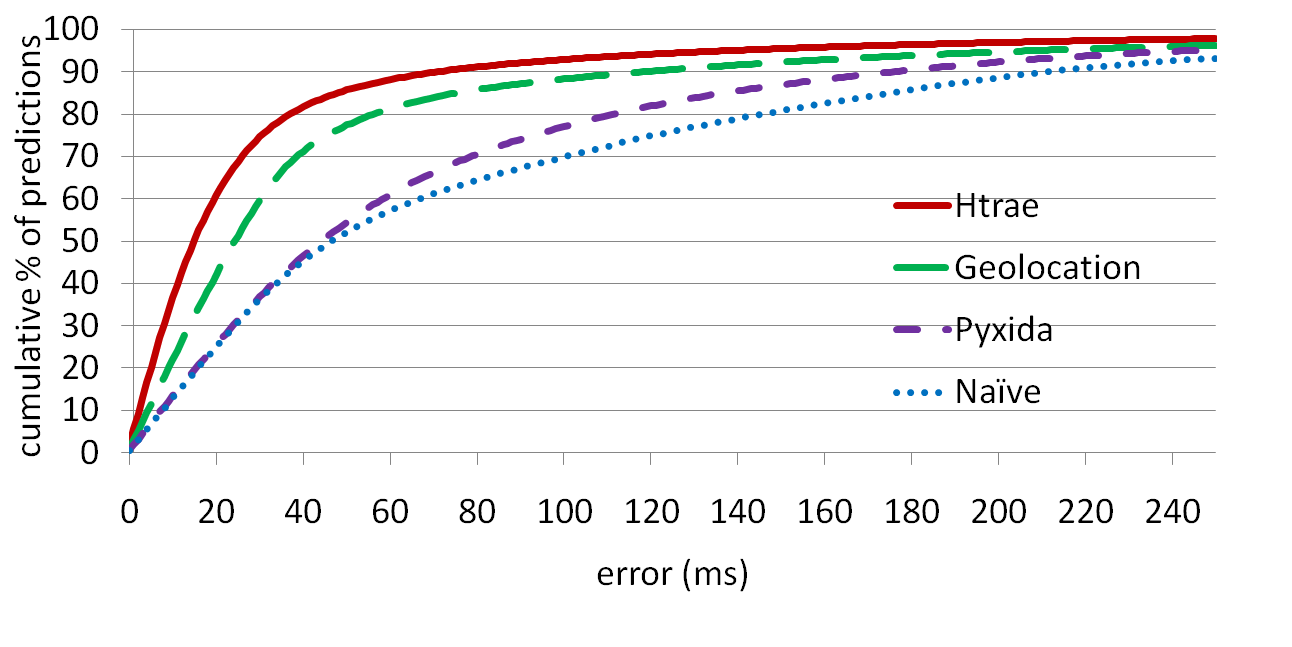 cumulative % of predictions
100
90
80
70
60
50
40
30
20
10
0
Htrae
Geolocation
Pyxida
Naïve
0 20 40 60 80 100 120 140 160 180 200 220 240
error (ms)